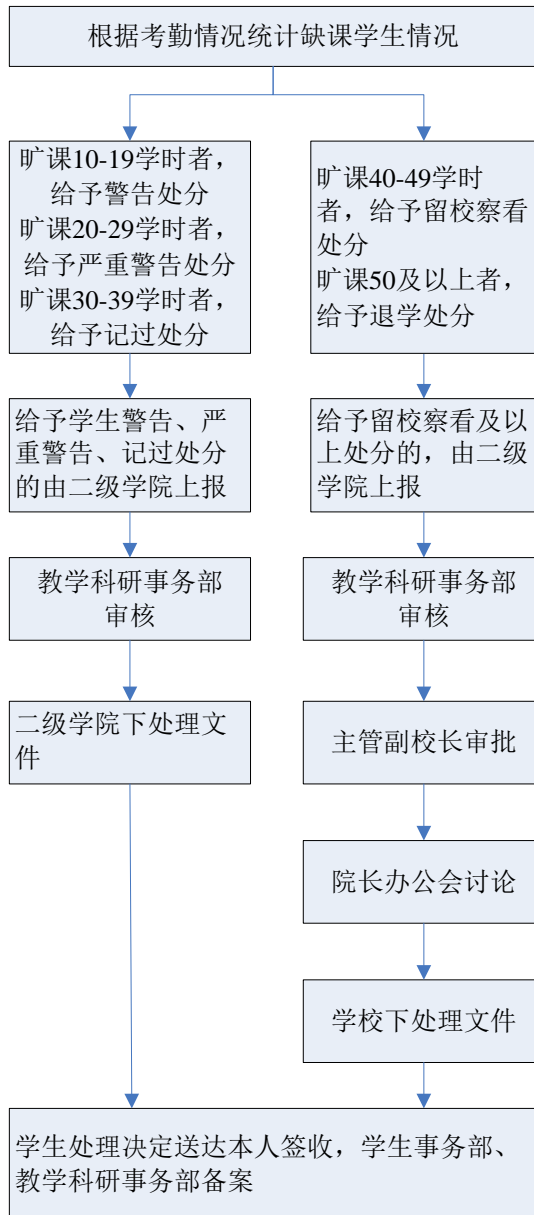 根据考勤情况统计缺课学生情况
旷课10-19学时者，
给予警告处分
旷课20-29学时者，
给予严重警告处分
旷课30-39学时者，
给予记过处分
旷课40-49学时
者，给予留校察看
处分
旷课50及以上者，
给予退学处分
给予学生警告、严
重警告、记过处分
的由二级学院上报
给予留校察看及以
上处分的，由二级
学院上报
教学科研事务部
审核
教学科研事务部
审核
二级学院下处理文
件
主管副校长审批
院长办公会讨论
学校下处理文件
学生处理决定送达本人签收，学生事务部、
教学科研事务部备案